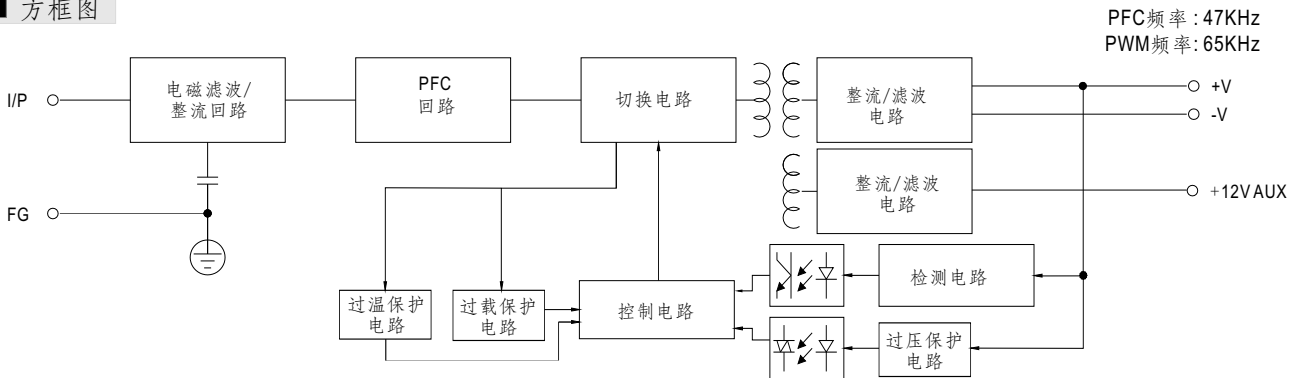 方框图
PFC频率 : 47KHz
PWM频率: 65KHz
I/P
电磁滤波/
整流回路
PFC
回路
切换电路
整流/滤波
电路
+V
-V
整流/滤波
电路
+12V AUX
FG
检测电路
过温保护
电路
过载保护
电路
控制电路
过压保护
电路